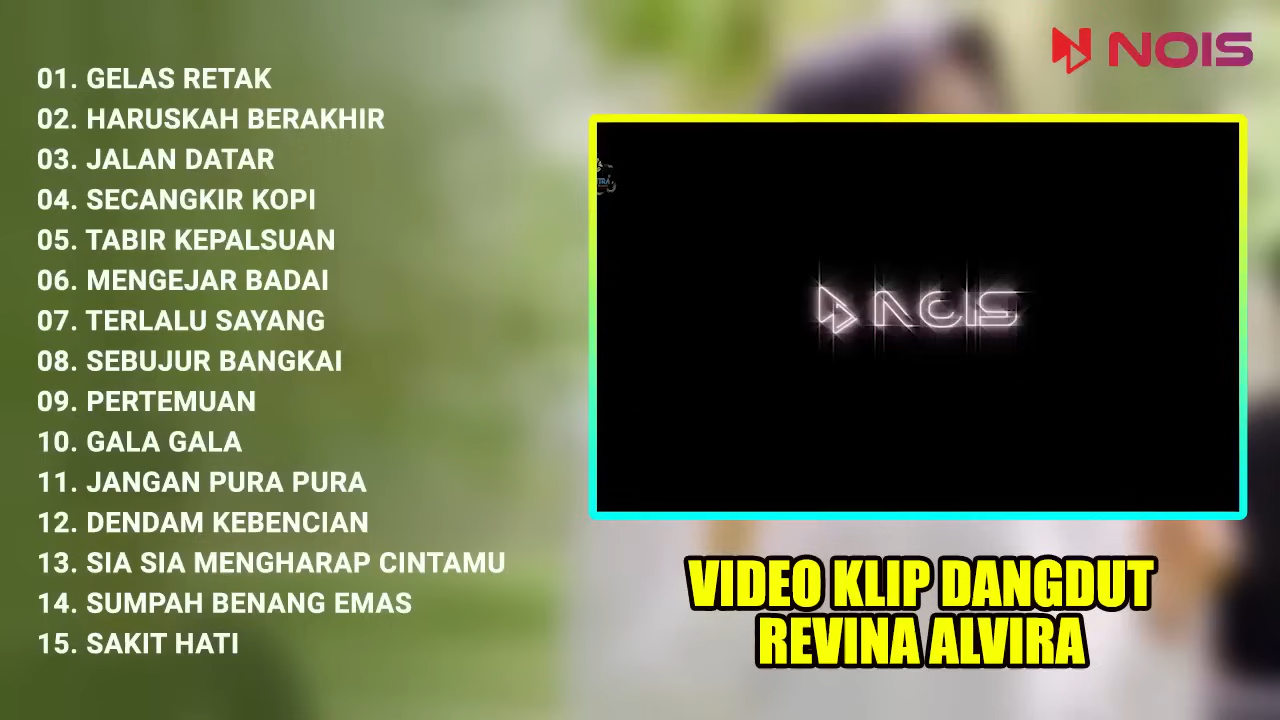 01. GELAS RETAK
02. HARUSKAH BERAKHIR
03. JALAN DATAR
04. SECANGKIR KOPI
05. TABIR KEPALSUAN
06. MENGEJAR BADAI
07. TERLALU SAYANG
08. SEBUJUR BANGKAI
09. PERTEMUAN
10. GALA GALA
11. JANGAN PURA PURA
12. DENDAM KEBENCIAN
13. SIA SIA MENGHARAP CINTAMU
14. SUMPAH BENANG EMAS
15. SAKIT HATI
NOIS
NOIS
VIDEO KLIP DANGDUT
REVINA ALVIRA